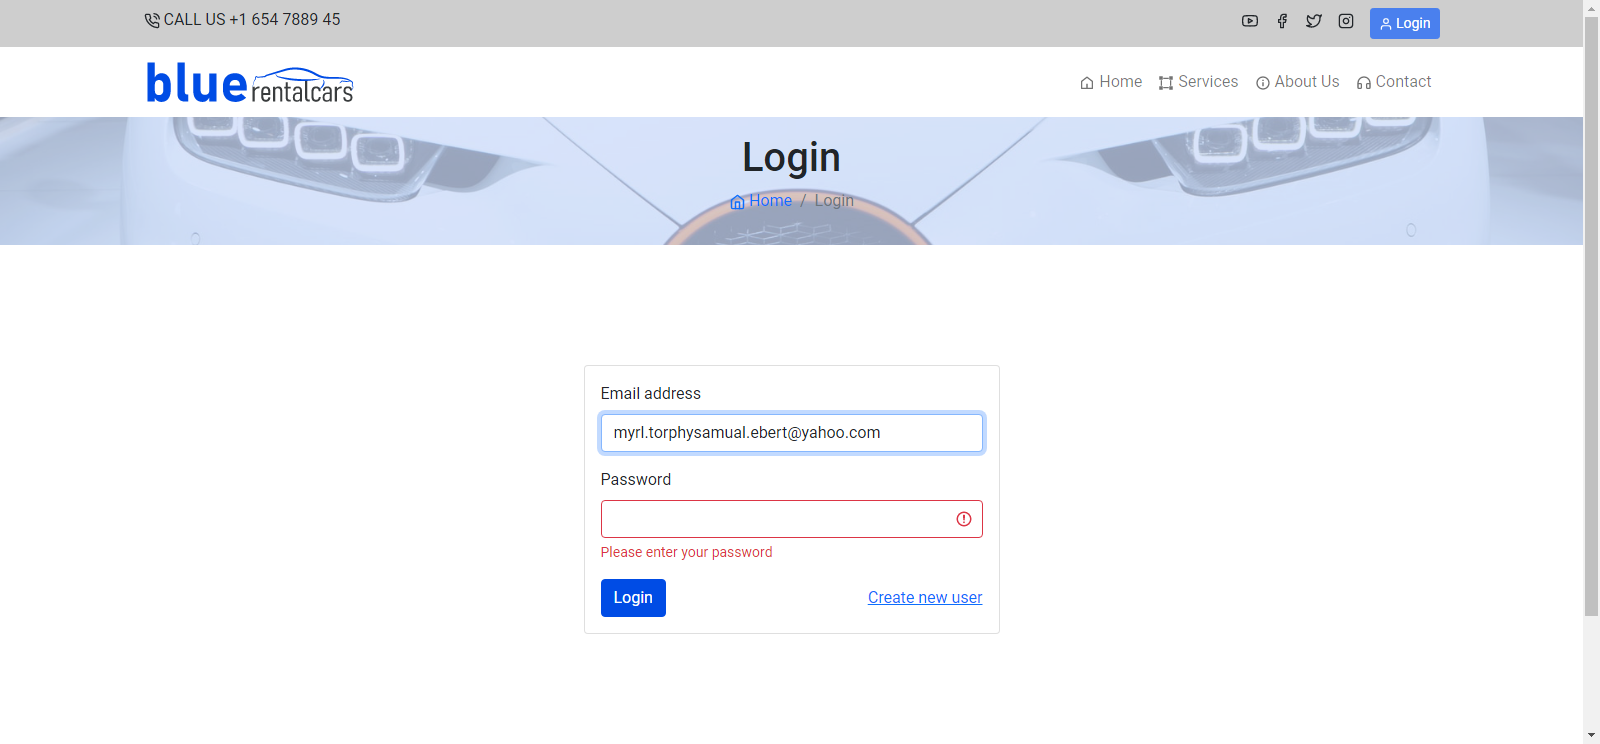 CALL US +1 654 7889 45
Login
blue rentalcars
Home
Services
About Us
Contact
Login
Home / Login
Email address
myrl.torphysamual.ebert@yahoo.com
Password
Please enter your password
Login
Create new user